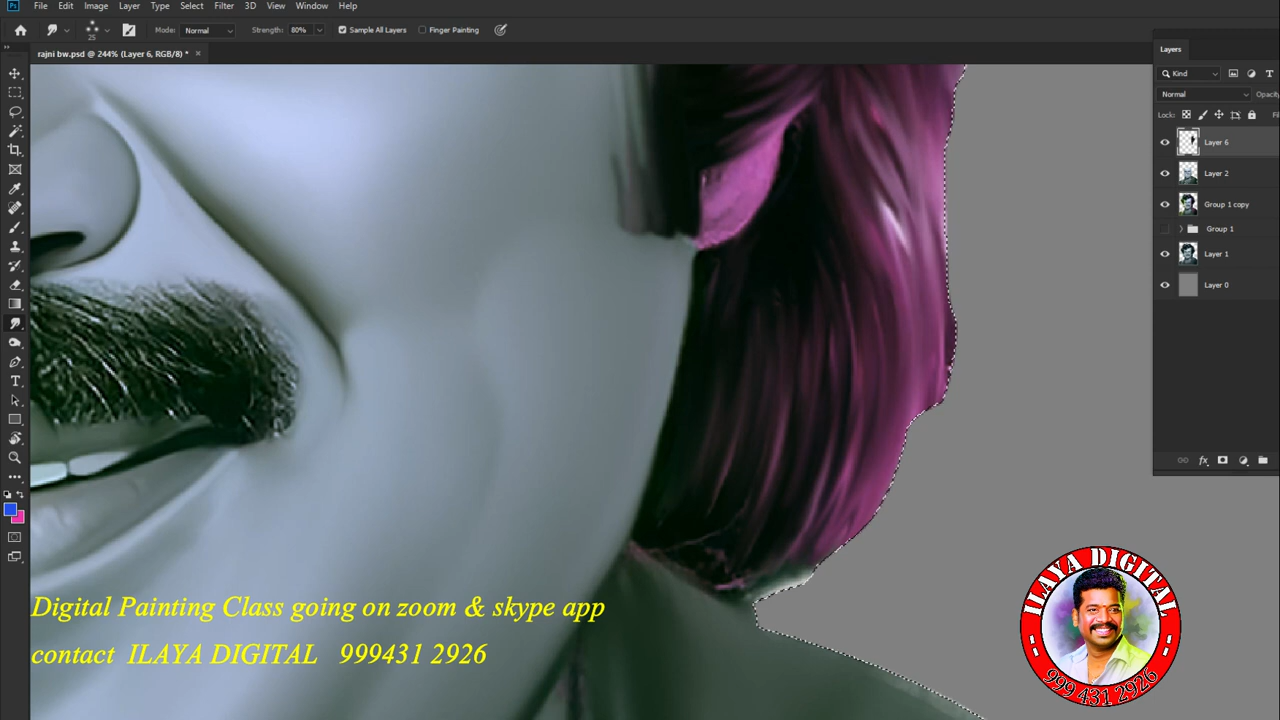 File Edit Image Layer Type Select Filter 3D View Window Help
25 Mode: Normal Strength: 80% Sample All Layers Finger Painting
rajni bw.psd @ 244% (Layer 6, RGB/8) *
Layers
Kind
Normal Opacity
Lock: Fi
Layer 6
Layer 2
Group 1 copy
Group 1
Layer 1
Layer 0
Digital Painting Class going on zoom & skype app
contact ILAYA DIGITAL 999431 2926
ILAYA DIGITAL
999 431 2926